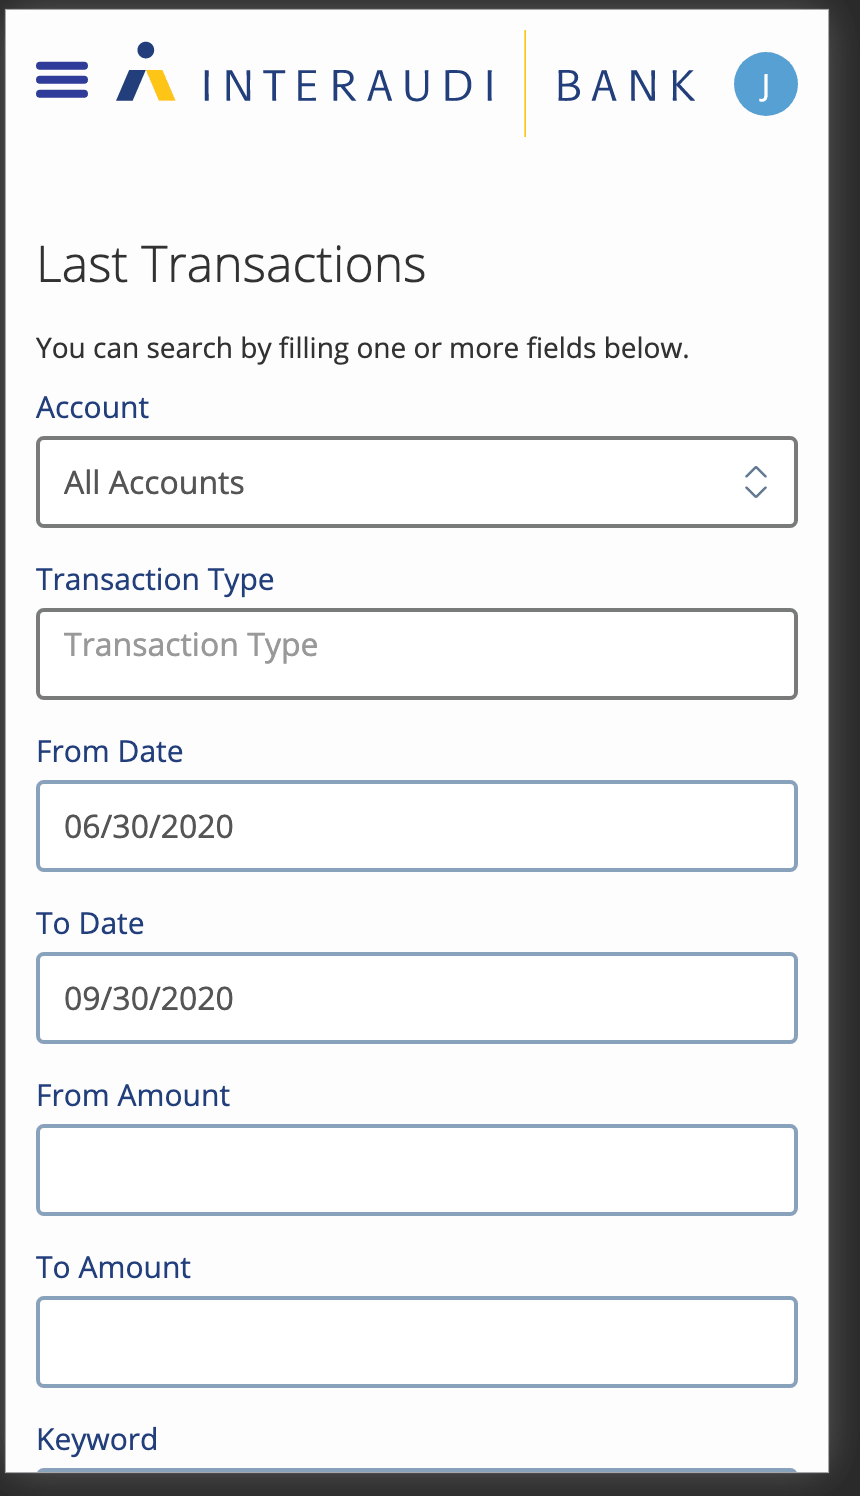 INTERAUDI BANK J
Last Transactions
You can search by filling one or more fields below.
Account
All Accounts
Transaction Type
Transaction Type
From Date
06/30/2020
To Date
09/30/2020
From Amount
To Amount
Keyword